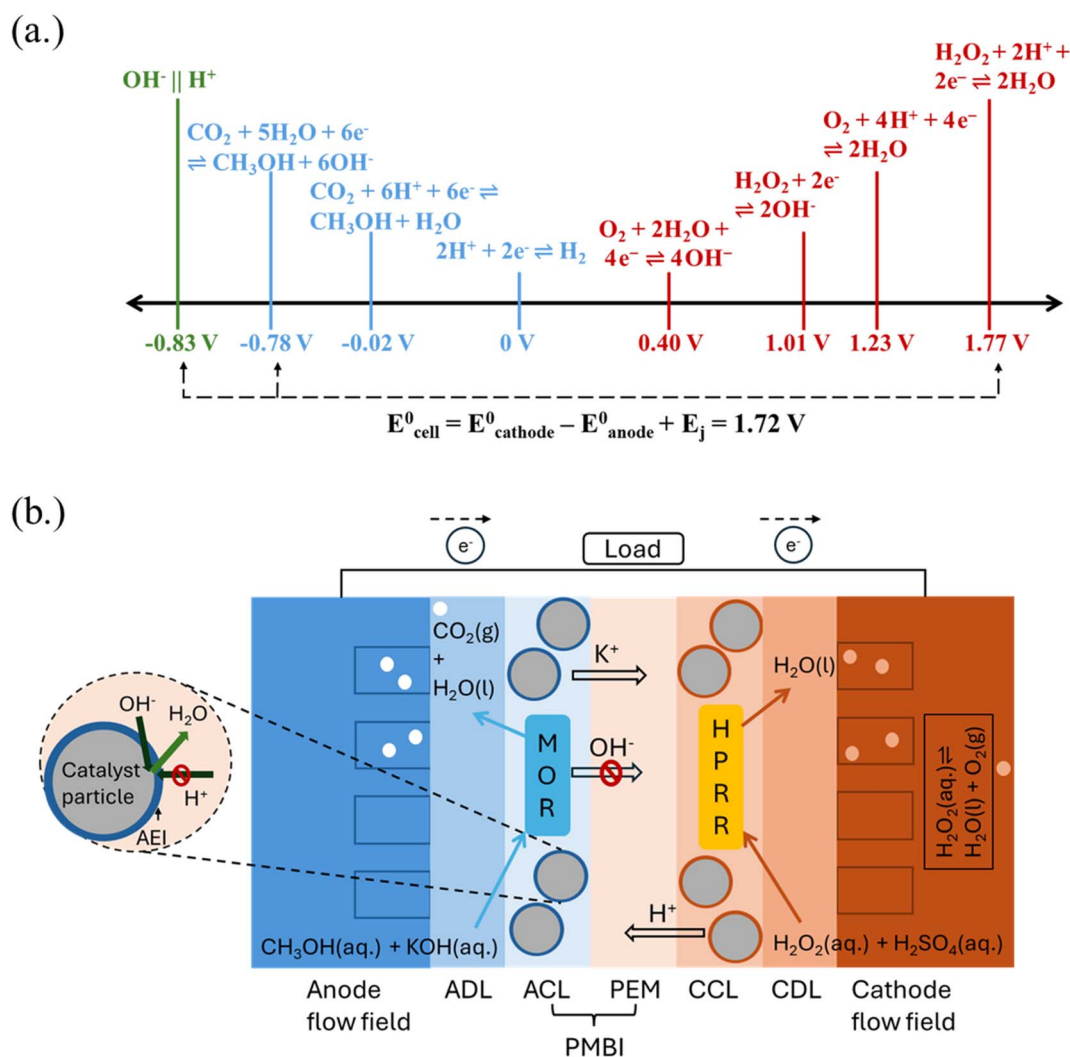 (a.)
OH⁻ || H⁺
CO₂ + 5H₂O + 6e⁻
⇌ CH₃OH + 6OH⁻
CO₂ + 6H⁺ + 6e⁻ ⇌
CH₃OH + H₂O
2H⁺ + 2e⁻ ⇌ H₂
O₂ + 2H₂O +
4e⁻ ⇌ 4OH⁻
H₂O₂ + 2e⁻
⇌ 2OH⁻
O₂ + 4H⁺ + 4e⁻
⇌ 2H₂O
H₂O₂ + 2H⁺ +
2e⁻ ⇌ 2H₂O
-0.83 V
-0.78 V
-0.02 V
0 V
0.40 V
1.01 V
1.23 V
1.77 V
E⁰cell = E⁰cathode – E⁰anode + Ej = 1.72 V
(b.)
e⁻
Load
e⁻
CO₂(g)
+
H₂O(l)
K⁺
H₂O(l)
OH⁻
H₂O
Catalyst
particle
H⁺
AEI
MOR
OH⁻
HPRR
H₂O₂(aq.) ⇌
H₂O(l) + O₂(g)
H⁺
CH₃OH(aq.) + KOH(aq.)
H₂O₂(aq.) + H₂SO₄(aq.)
Anode
flow field
ADL
ACL
PEM
CCL
CDL
Cathode
flow field
PMBI